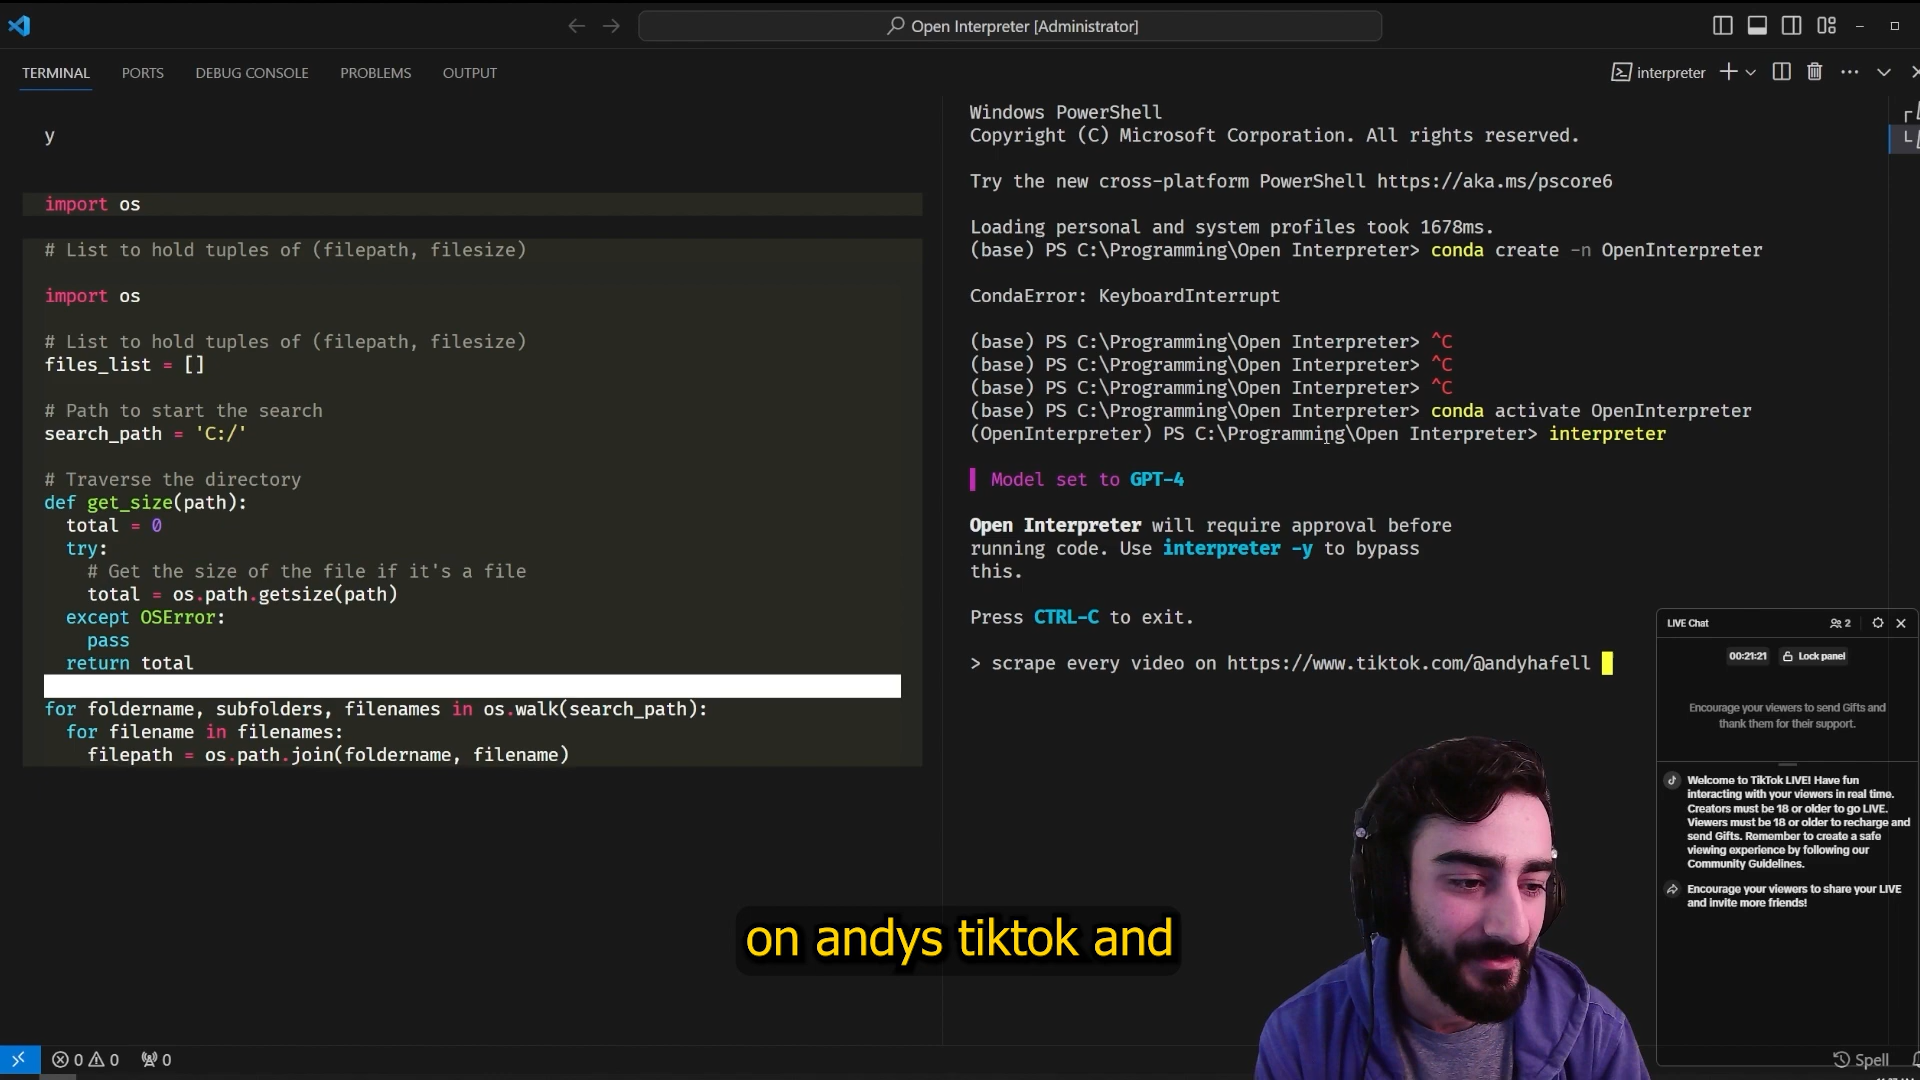 Open Interpreter [Administrator]
TERMINAL
PORTS
DEBUG CONSOLE
PROBLEMS
OUTPUT
interpreter
y
import os
# List to hold tuples of (filepath, filesize)
import os
# List to hold tuples of (filepath, filesize)
files_list = []
# Path to start the search
search_path = 'C:/'
# Traverse the directory
def get_size(path):
total = 0
try:
# Get the size of the file if it's a file
total = os.path.getsize(path)
except OSError:
pass
return total
for foldername, subfolders, filenames in os.walk(search_path):
for filename in filenames:
filepath = os.path.join(foldername, filename)
Windows PowerShell
Copyright (C) Microsoft Corporation. All rights reserved.
Try the new cross-platform PowerShell https://aka.ms/pscore6
Loading personal and system profiles took 1678ms.
(base) PS C:\Programming\Open Interpreter> conda create -n OpenInterpreter
CondaError: KeyboardInterrupt
(base) PS C:\Programming\Open Interpreter> ^C
(base) PS C:\Programming\Open Interpreter> ^C
(base) PS C:\Programming\Open Interpreter> ^C
(base) PS C:\Programming\Open Interpreter> conda activate OpenInterpreter
(OpenInterpreter) PS C:\Programming\Open Interpreter> interpreter
Model set to GPT-4
Open Interpreter will require approval before
running code. Use interpreter -y to bypass
this.
Press CTRL-C to exit.
> scrape every video on https://www.tiktok.com/@andyhafell
LIVE Chat
2
00:21:21
Lock panel
Encourage your viewers to send Gifts and
thank them for their support.
Welcome to TikTok LIVE! Have fun
interacting with your viewers in real time.
Creators must be 18 or older to go LIVE.
Viewers must be 18 or older to recharge and
send Gifts. Remember to create a safe
viewing experience by following our
Community Guidelines.
Encourage your viewers to share your LIVE
and invite more friends!
on andys tiktok and
0
0
0
Spell